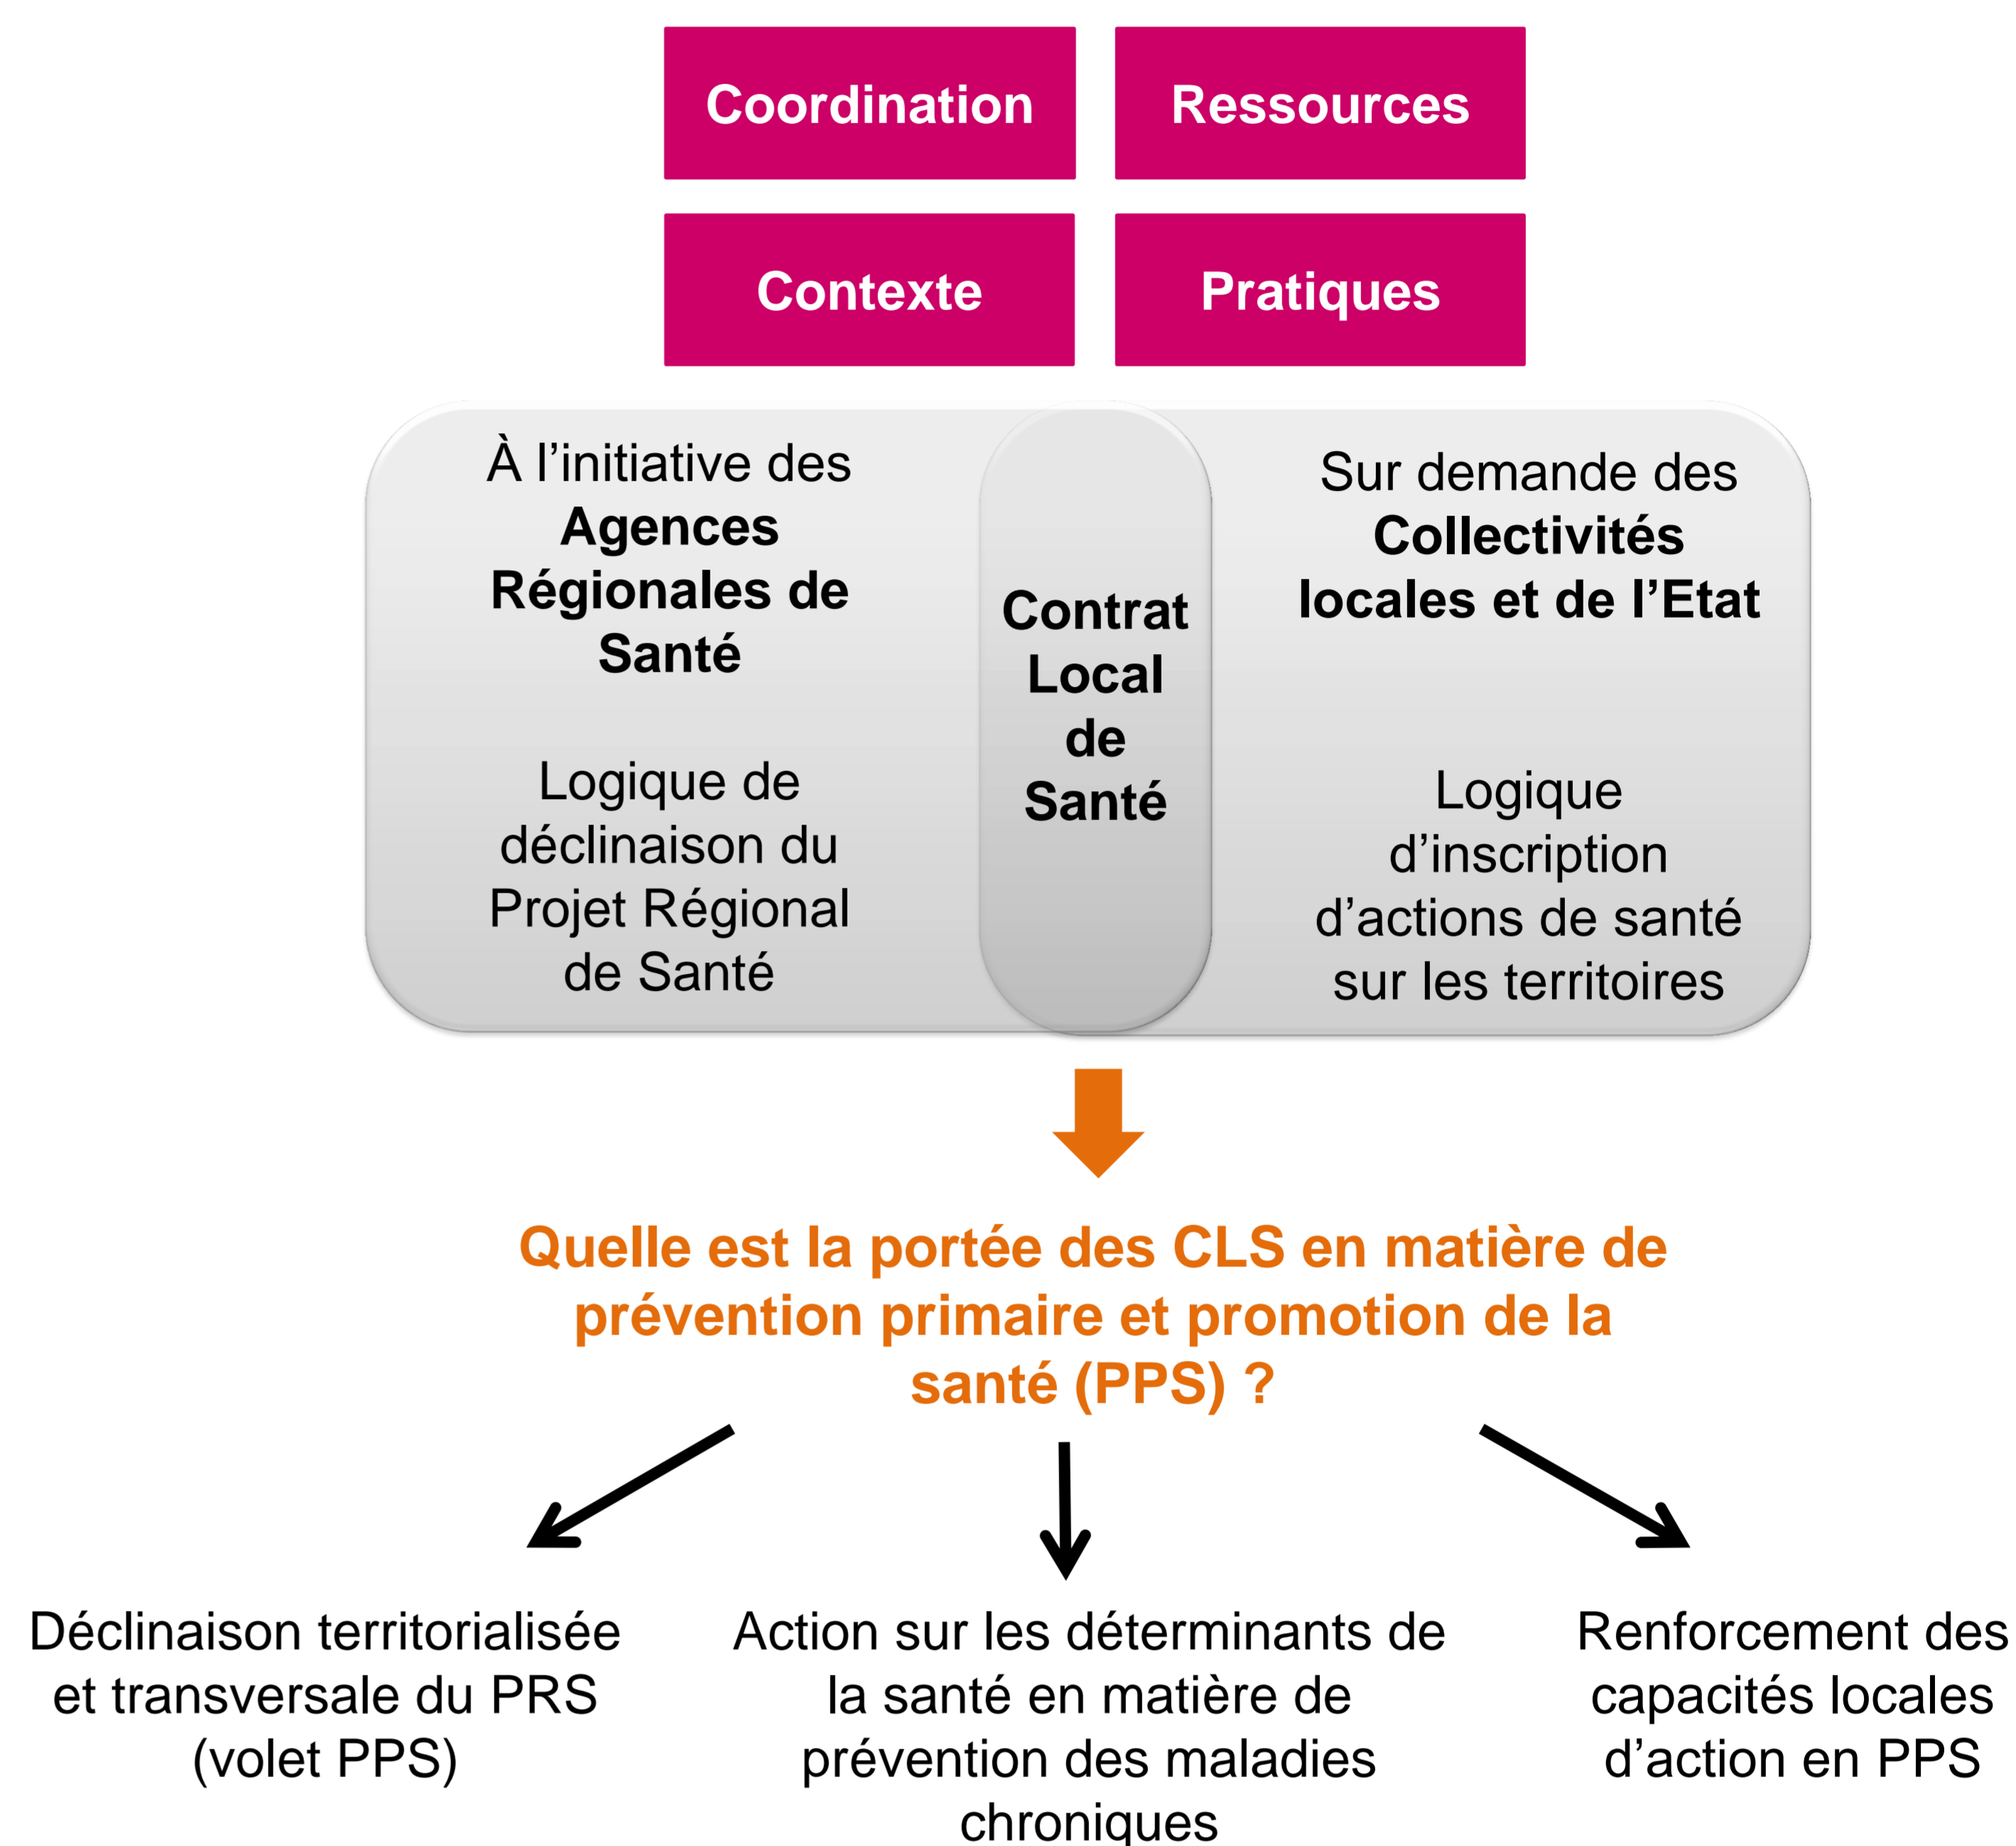 Coordination
Ressources
Contexte
Pratiques
À l’initiative des
Agences
Régionales de
Santé
Logique de
déclinaison du
Projet Régional
de Santé
Contrat
Local
de
Santé
Sur demande des
Collectivités
locales et de l’Etat
Logique
d’inscription
d’actions de santé
sur les territoires
Quelle est la portée des CLS en matière de
prévention primaire et promotion de la
santé (PPS) ?
Déclinaison territorialisée
et transversale du PRS
(volet PPS)
Action sur les déterminants de
la santé en matière de
prévention des maladies
chroniques
Renforcement des
capacités locales
d’action en PPS